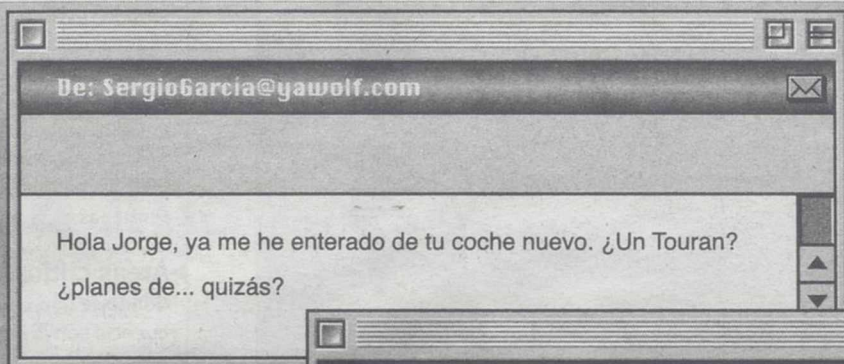 De: SergioGarcia@yawolf.com
Hola Jorge, ya me he enterado de tu coche nuevo. ¿Un Touran?
¿planes de... quizás?